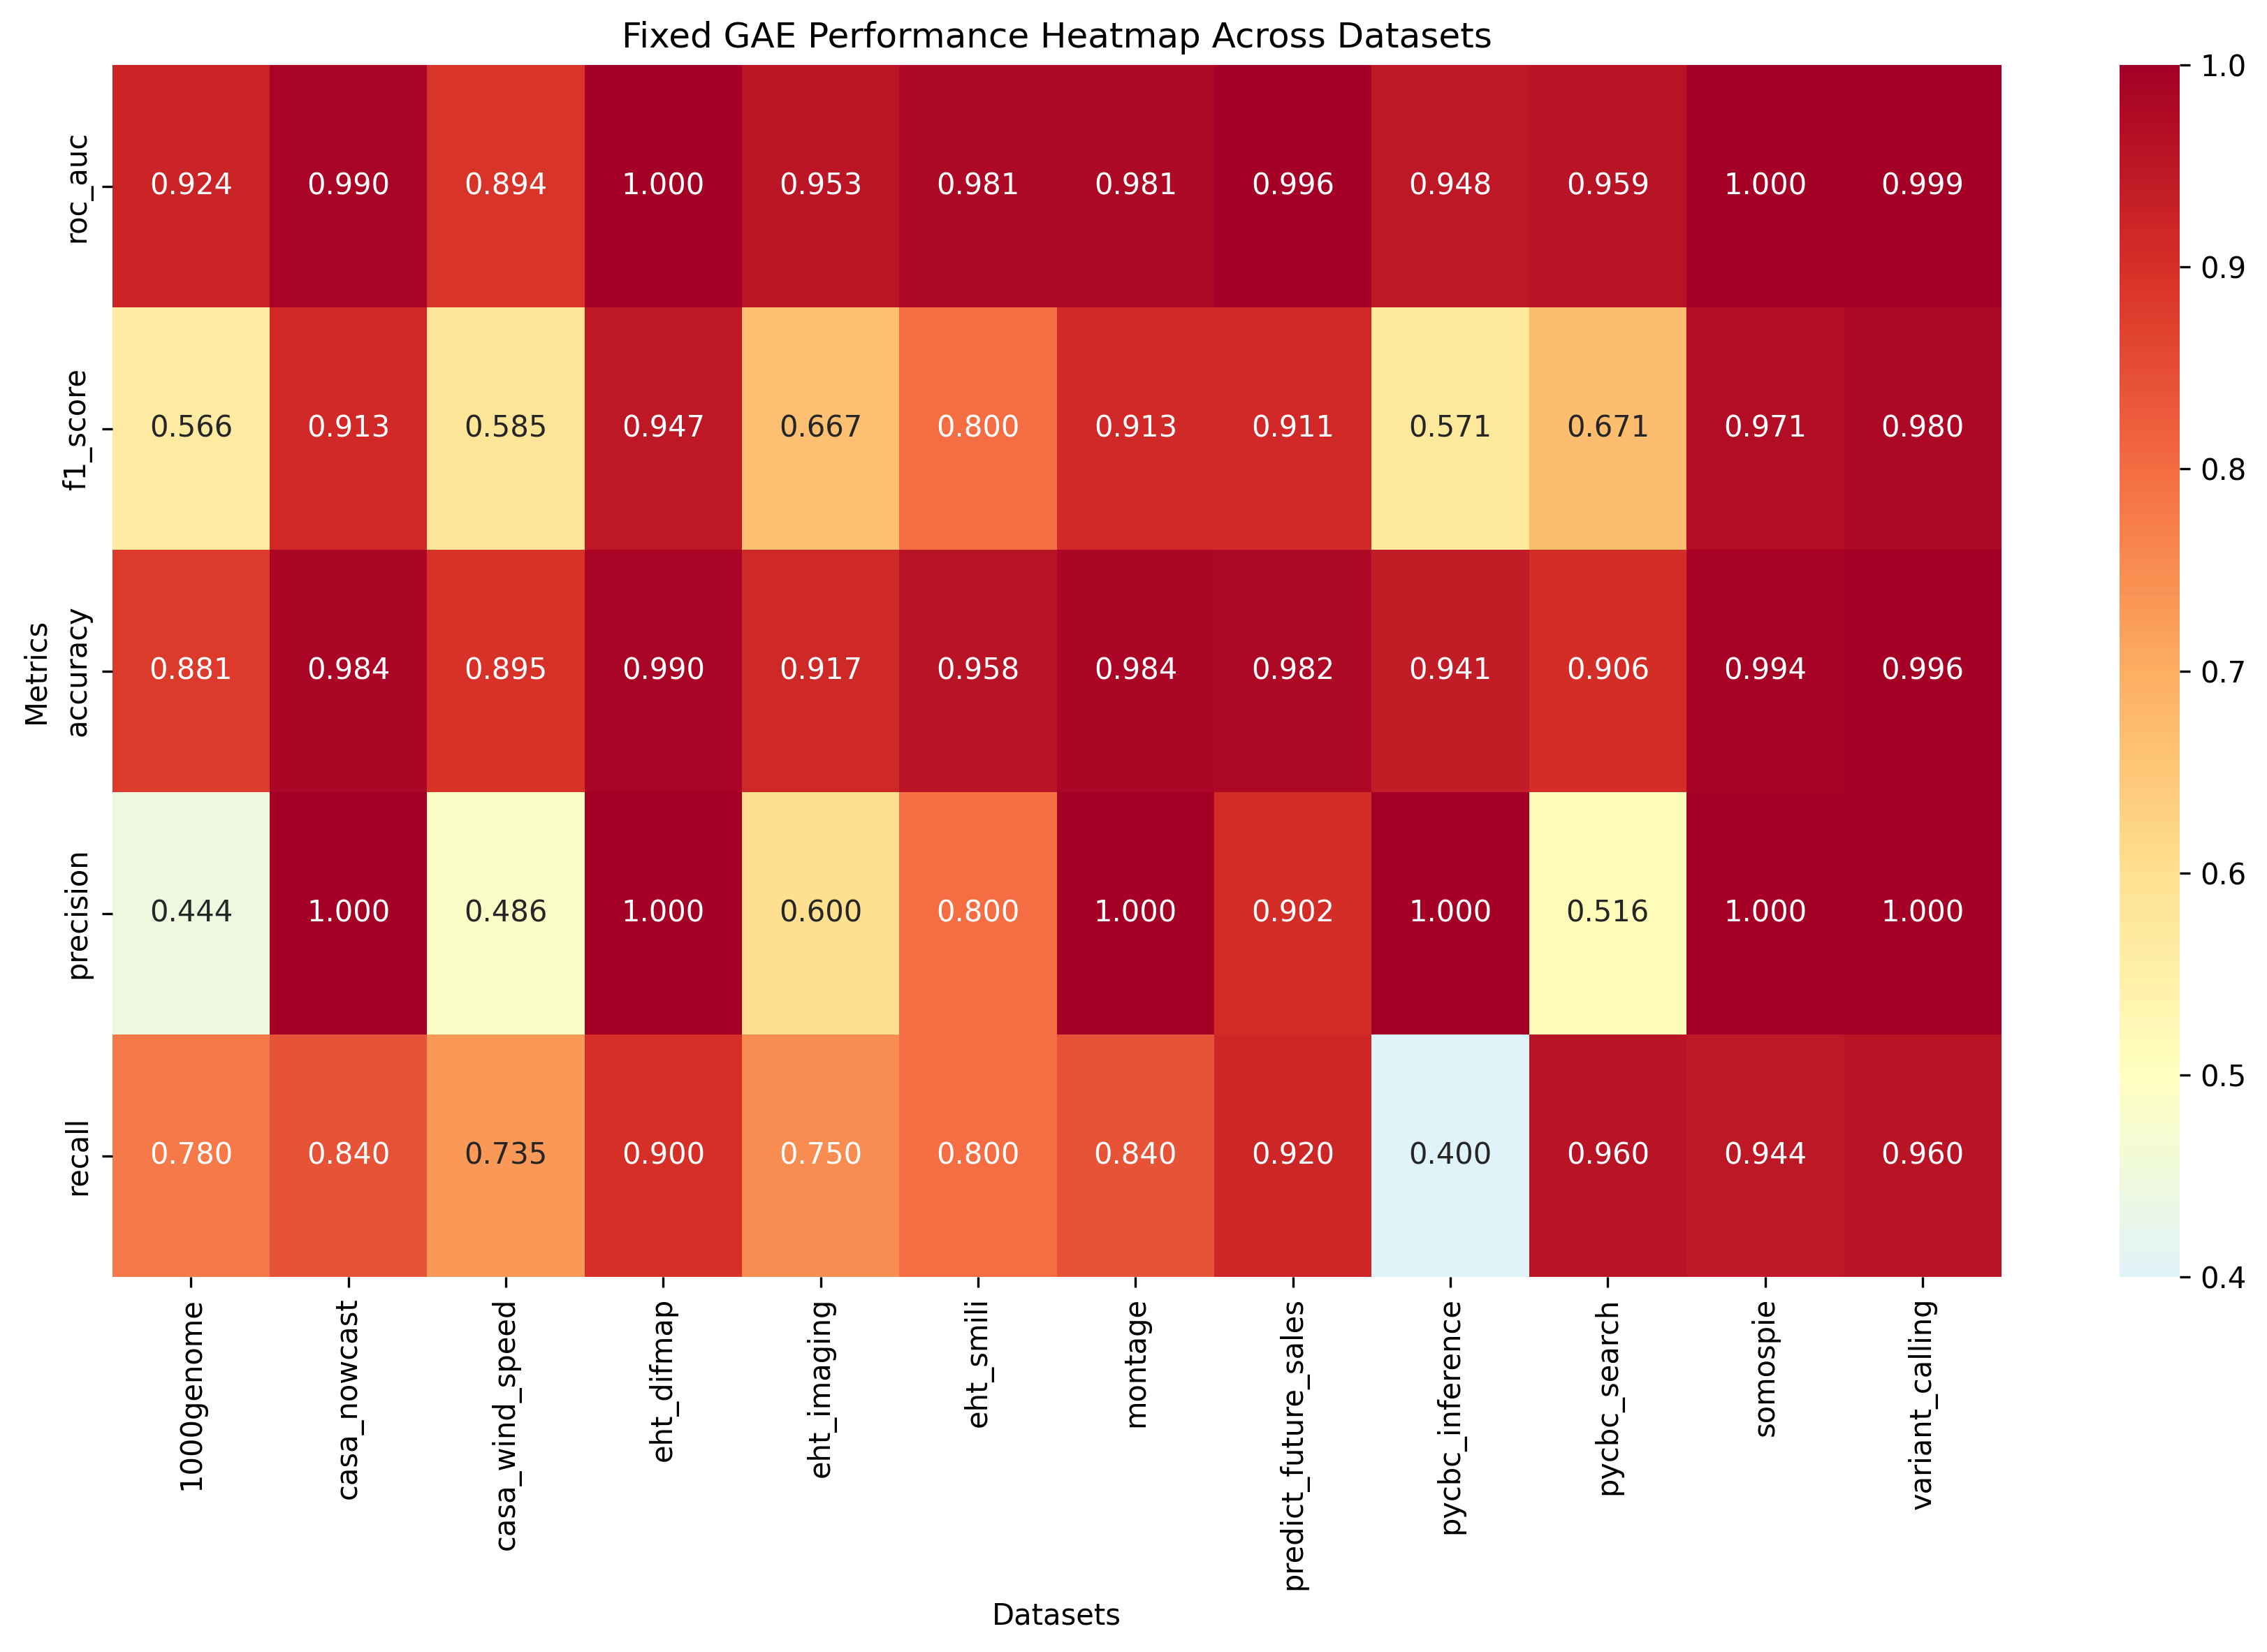 Fixed GAE Performance Heatmap Across Datasets
Metrics
roc_auc
0.924 0.990 0.894 1.000 0.953 0.981 0.981 0.996 0.948 0.959 1.000 0.999
f1_score
0.566 0.913 0.585 0.947 0.667 0.800 0.913 0.911 0.571 0.671 0.971 0.980
accuracy
0.881 0.984 0.895 0.990 0.917 0.958 0.984 0.982 0.941 0.906 0.994 0.996
precision
0.444 1.000 0.486 1.000 0.600 0.800 1.000 0.902 1.000 0.516 1.000 1.000
recall
0.780 0.840 0.735 0.900 0.750 0.800 0.840 0.920 0.400 0.960 0.944 0.960
1000genome
casa_nowcast
casa_wind_speed
eht_difmap
eht_imaging
eht_smili
montage
predict_future_sales
pycbc_inference
pycbc_search
somospie
variant_calling
Datasets
1.0
0.9
0.8
0.7
0.6
0.5
0.4